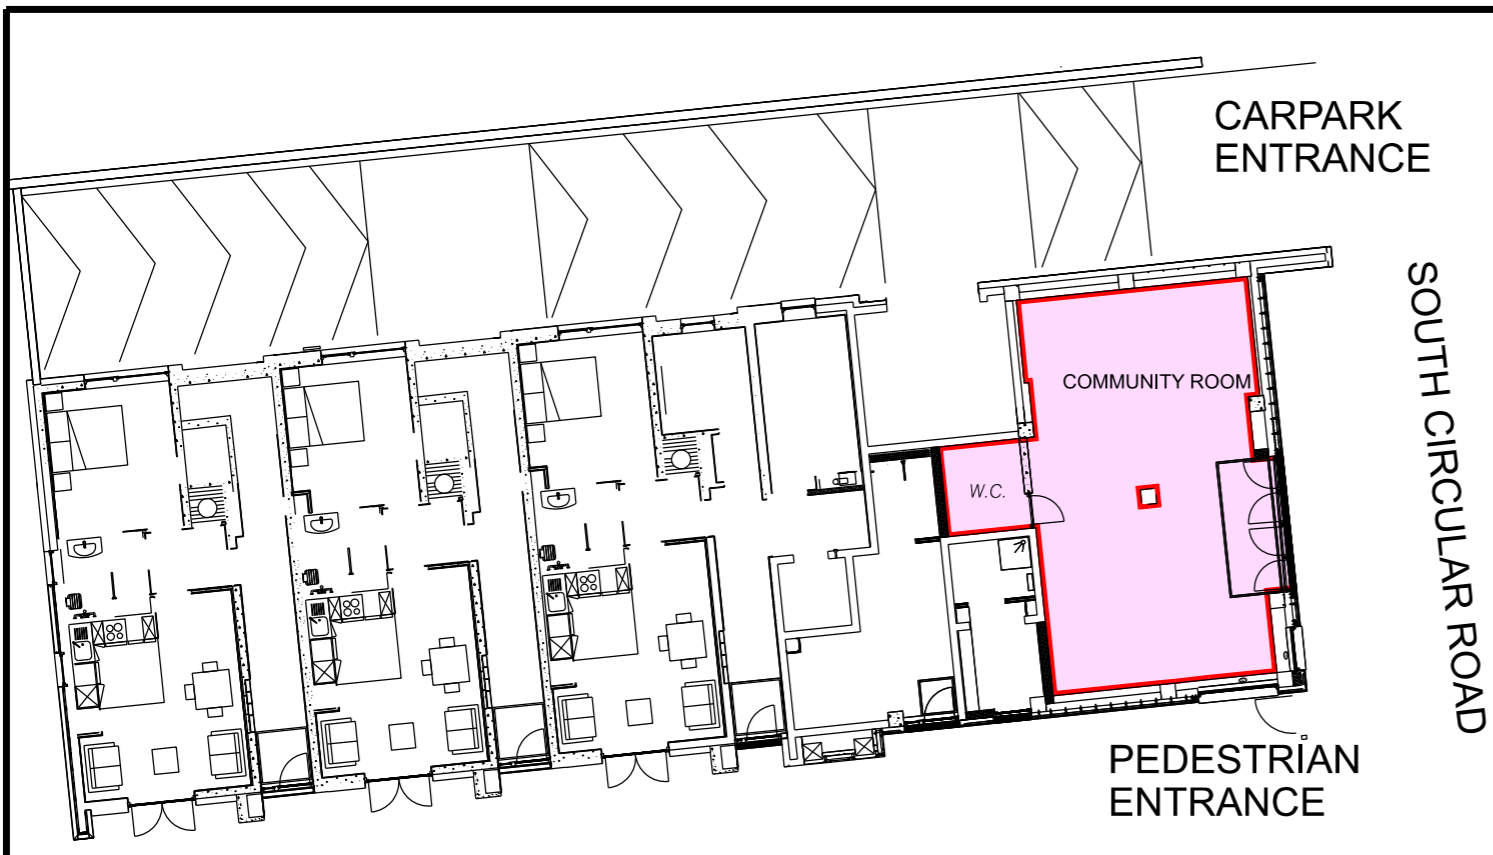 CARPARK
ENTRANCE
SOUTH CIRCULAR ROAD
COMMUNITY ROOM
W.C.
PEDESTRIAN
ENTRANCE